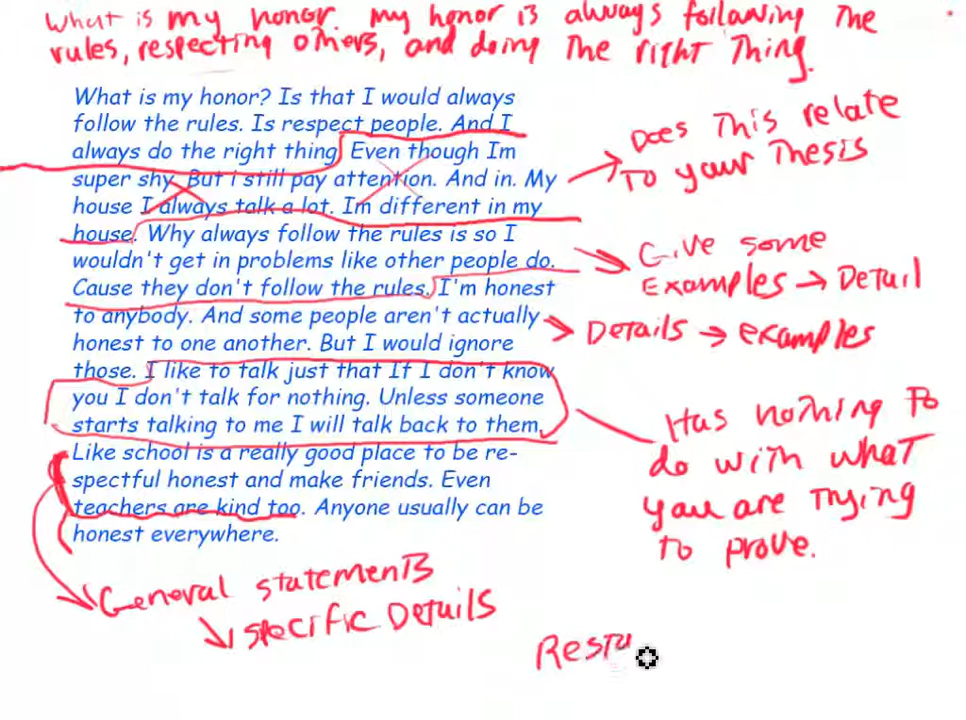 What is my honor. My honor is always following the
rules, respecting others, and doing the right thing.
What is my honor? Is that I would always
follow the rules. Is respect people. And I
always do the right thing. Even though Im
super shy. But i still pay attention. And in. My
house I always talk a lot. Im different in my
house. Why always follow the rules is so I
wouldn't get in problems like other people do.
Cause they don't follow the rules. I'm honest
to anybody. And some people aren't actually
honest to one another. But I would ignore
those. I like to talk just that If I don't know
you I don't talk for nothing. Unless someone
starts talking to me I will talk back to them.
Like school is a really good place to be re-
spectful honest and make friends. Even
teachers are kind too. Anyone usually can be
honest everywhere.
Does this relate
to your thesis
Give some
Examples → Detail
Details → examples
Has nothing to
do with what
you are trying
to prove.
General statements
specific Details
Restu